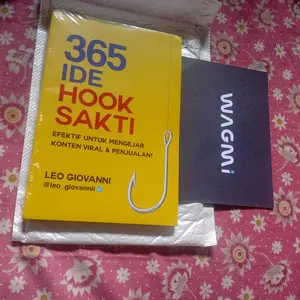 365
IDE
HOOK
SAKTI
EFEKTIF UNTUK MENGEJAR
KONTEN VIRAL & PENJUALAN!
LEO GIOVANNI
@leo_giovannii
WAGMi